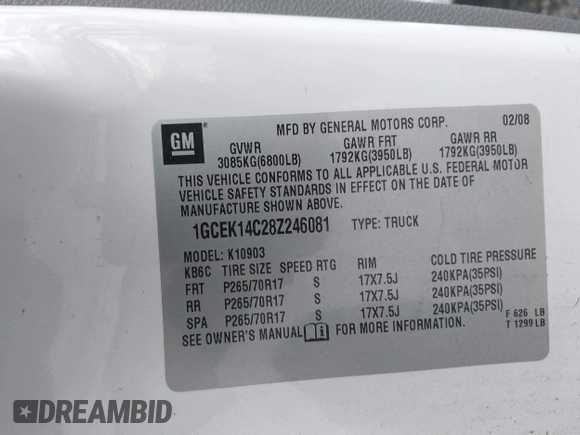 GM
®
MFD BY GENERAL MOTORS CORP. 02/08
GVWR GAWR FRT GAWR RR
3085KG(6800LB) 1792KG(3950LB) 1792KG(3950LB)
THIS VEHICLE CONFORMS TO ALL APPLICABLE U.S. FEDERAL MOTOR
VEHICLE SAFETY STANDARDS IN EFFECT ON THE DATE OF
MANUFACTURE SHOWN ABOVE.
1GCEK14C28Z246081 TYPE: TRUCK
MODEL: K10903
KB6C TIRE SIZE SPEED RTG RIM COLD TIRE PRESSURE
FRT P265/70R17 S 17X7.5J 240KPA(35PSI)
RR P265/70R17 S 17X7.5J 240KPA(35PSI)
SPA P265/70R17 S 17X7.5J 240KPA(35PSI)
SEE OWNER'S MANUAL i FOR MORE INFORMATION.
F 626 LB
T 1299 LB
DREAMBID